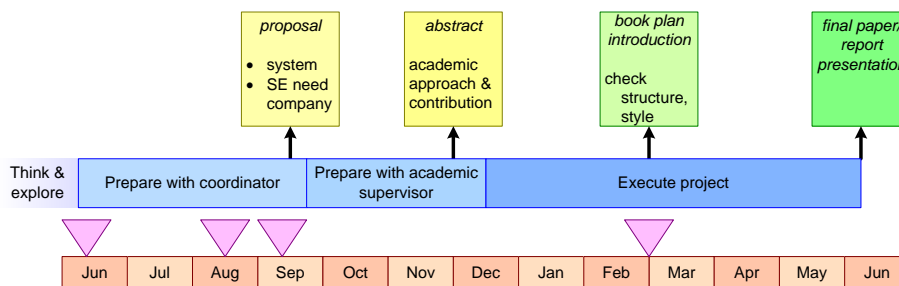 proposal
• system
• SE need
company
abstract
academic
approach &
contribution
book plan
introduction
check
structure,
style
final paper/
report
presentation
Think &
explore
Prepare with coordinator
Prepare with academic
supervisor
Execute project
Jun
Jul
Aug
Sep
Oct
Nov
Dec
Jan
Feb
Mar
Apr
May
Jun